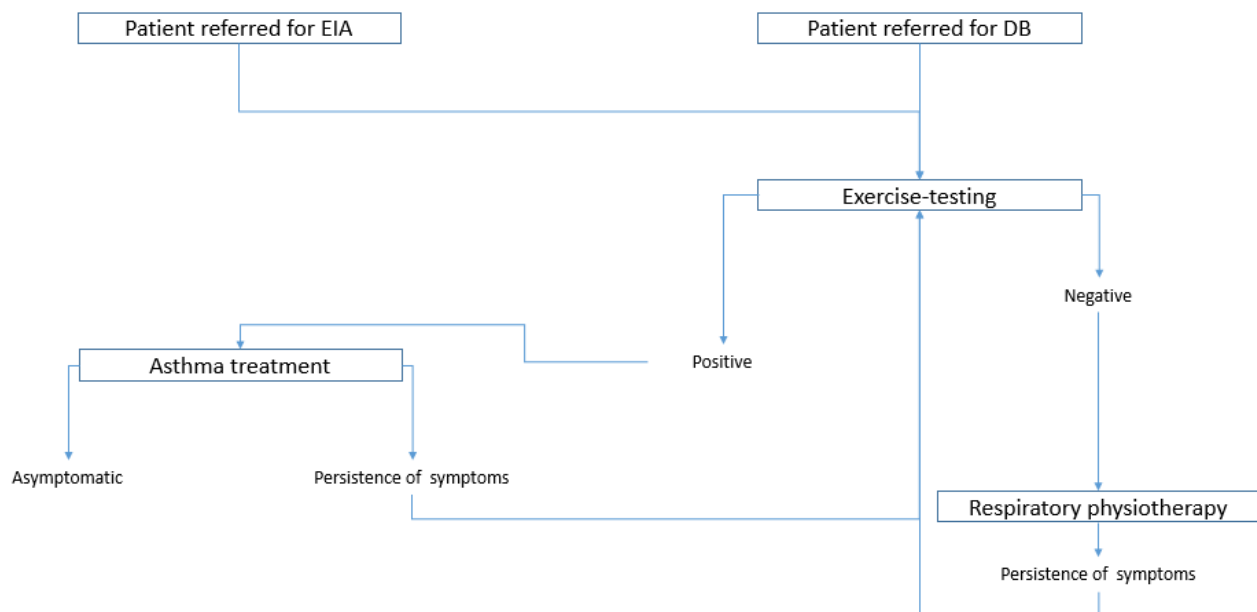 Patient referred for EIA
Patient referred for DB
Exercise-testing
Negative
Positive
Asthma treatment
Asymptomatic
Persistence of symptoms
Respiratory physiotherapy
Persistence of symptoms